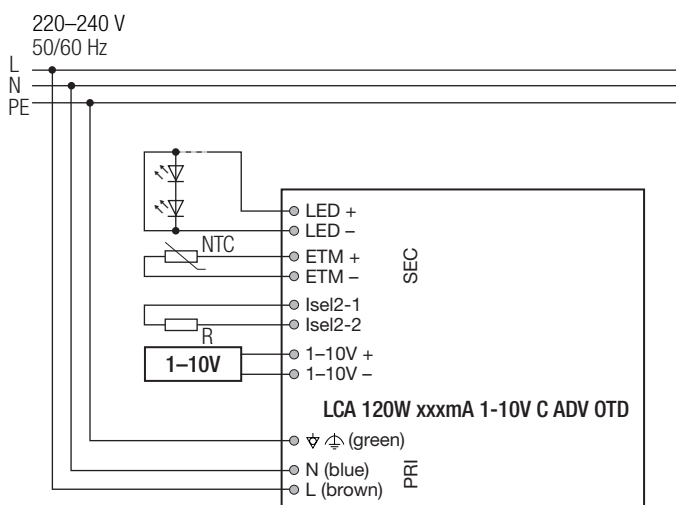 220–240 V
50/60 Hz
L
N
PE
LED +
LED –
NTC
ETM +
ETM –
SEC
Isel2-1
Isel2-2
R
1–10V
1–10V +
1–10V –
LCA 120W xxxmA 1-10V C ADV OTD
(green)
N (blue)
L (brown)
PRI